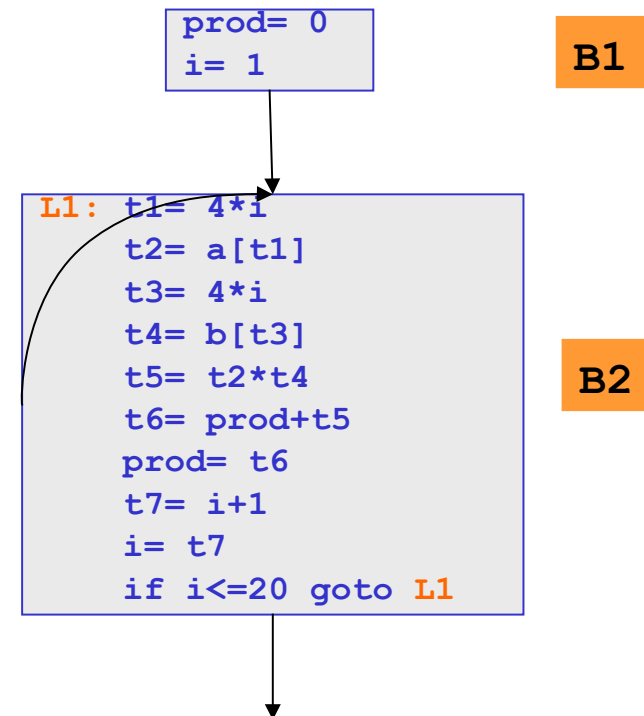 prod= 0
i= 1
B1
L1: t1= 4*i
t2= a[t1]
t3= 4*i
t4= b[t3]
t5= t2*t4
t6= prod+t5
prod= t6
t7= i+1
i= t7
if i<=20 goto L1
B2